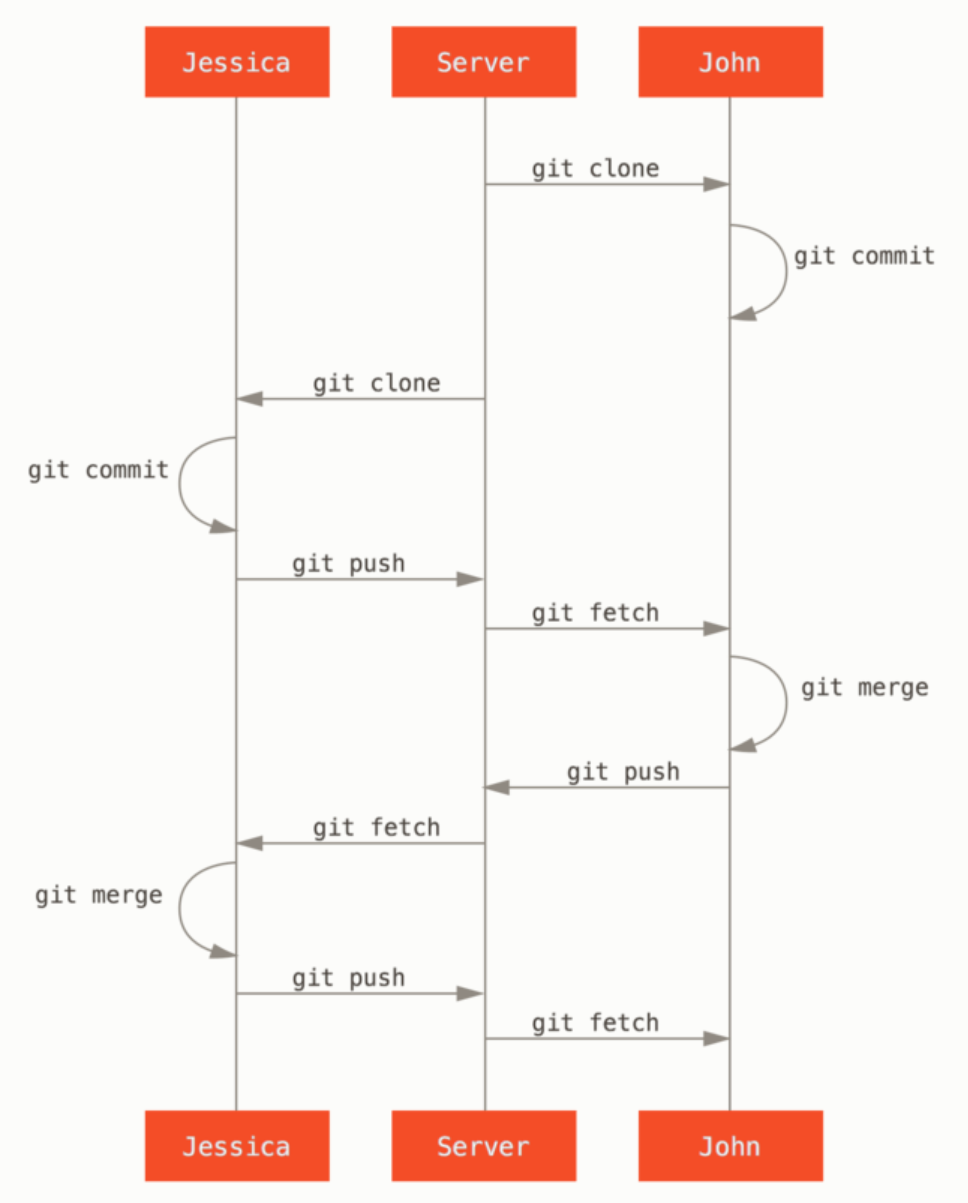 Jessica
Server
John
git clone
git commit
git clone
git commit
git push
git fetch
git merge
git push
git fetch
git merge
git push
git fetch
Jessica
Server
John